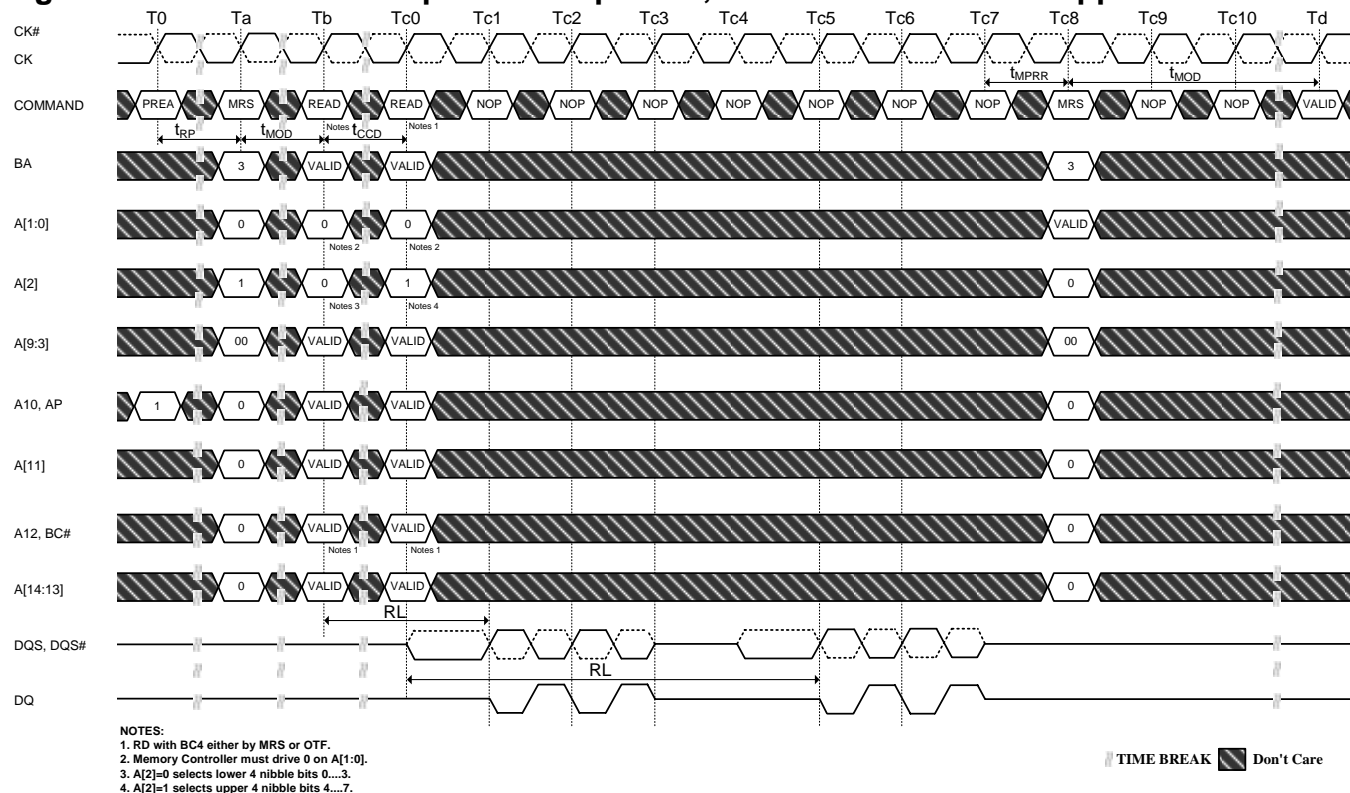 T0 Ta Tb Tc0 Tc1 Tc2 Tc3 Tc4 Tc5 Tc6 Tc7 Tc8 Tc9 Tc10 Td
CK#
CK
tMPRR tMOD
COMMAND PREA MRS READ READ NOP NOP NOP NOP NOP NOP NOP MRS NOP NOP VALID
Notes 1 Notes 1
tRP tMOD tCCD
BA 3 VALID VALID 3
A[1:0] 0 0 0 VALID
Notes 2 Notes 2
A[2] 1 0 1 0
Notes 3 Notes 4
A[9:3] 00 VALID VALID 00
A10, AP 1 0 VALID VALID 0
A[11] 0 VALID VALID 0
A12, BC# 0 VALID VALID 0
Notes 1 Notes 1
A[14:13] 0 VALID VALID 0
RL
DQS, DQS#
RL
DQ
NOTES:
1. RD with BC4 either by MRS or OTF.
2. Memory Controller must drive 0 on A[1:0].
3. A[2]=0 selects lower 4 nibble bits 0....3.
4. A[2]=1 selects upper 4 nibble bits 4....7.
TIME BREAK Don't Care